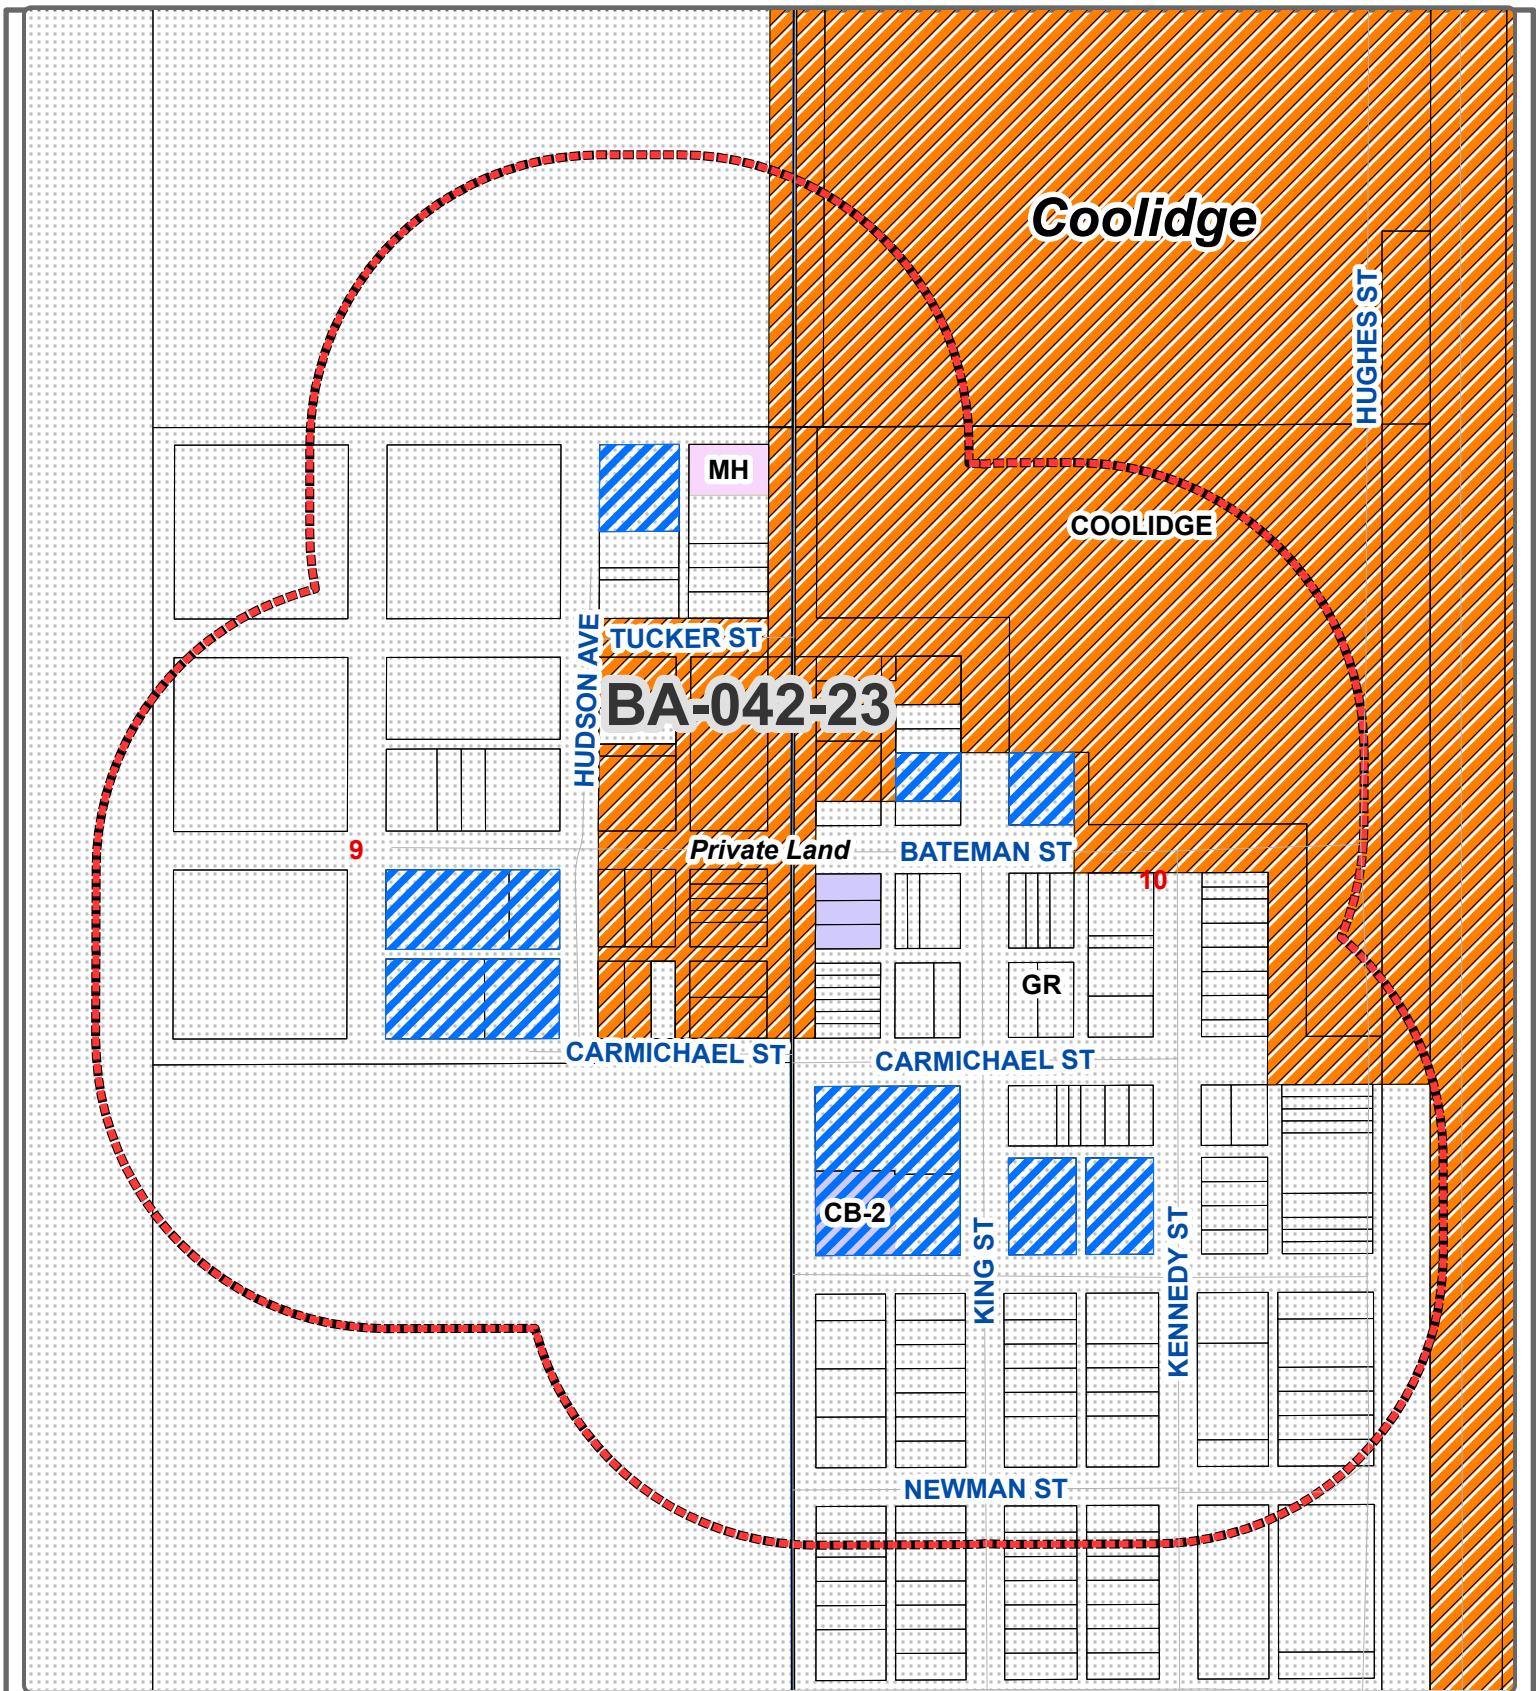 Coolidge
HUGHES ST
MH
COOLIDGE
HUDSON AVE
TUCKER ST
BA-042-23
9
Private Land
BATEMAN ST
10
GR
CARMICHAEL ST
CARMICHAEL ST
CB-2
KING ST
KENNEDY ST
NEWMAN ST